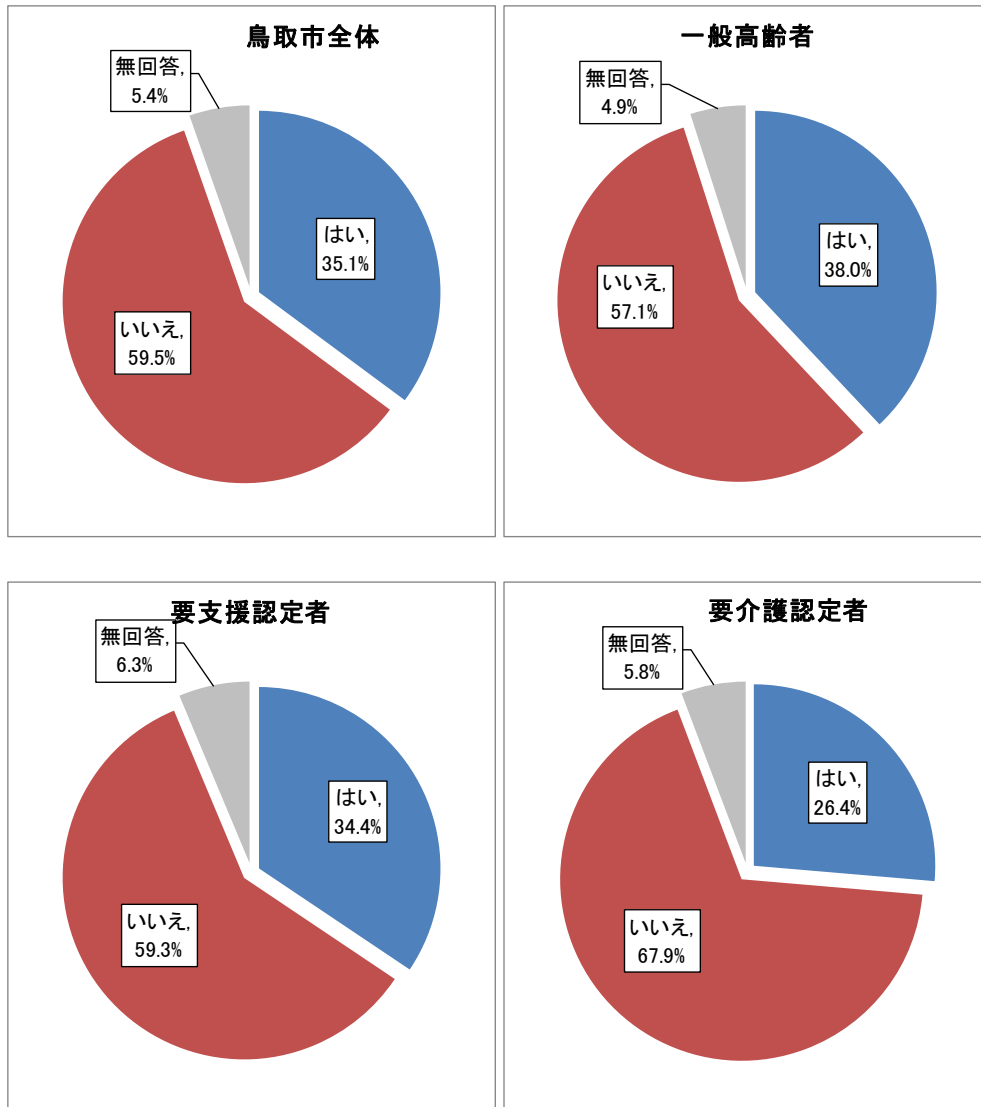 鳥取市全体
無回答,
5.4%
はい,
35.1%
いいえ,
59.5%
一般高齢者
無回答,
4.9%
はい,
38.0%
いいえ,
57.1%
要支援認定者
無回答,
6.3%
はい,
34.4%
いいえ,
59.3%
要介護認定者
無回答,
5.8%
はい,
26.4%
いいえ,
67.9%